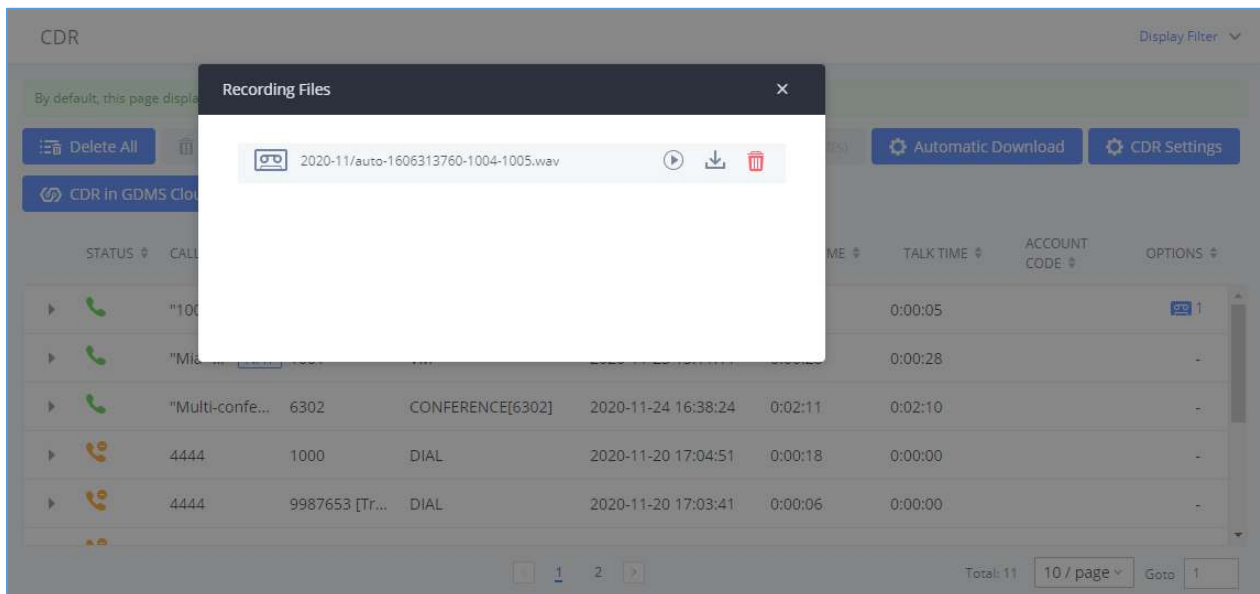 CDR
Display Filter
Recording Files
By default, this page displa
Delete All
2020-11/auto-1606313760-1004-1005.wav
Automatic Download
CDR Settings
CDR in GDMS Clou
STATUS
CALL
ME
TALK TIME
ACCOUNT CODE
OPTIONS
"100
0:00:05
1
"Mia
0:00:28
-
"Multi-confe... 6302 CONFERENCE[6302] 2020-11-24 16:38:24 0:02:11 0:02:10 -
4444 1000 DIAL 2020-11-20 17:04:51 0:00:18 0:00:00 -
4444 9987653 [Tr... DIAL 2020-11-20 17:03:41 0:00:06 0:00:00 -
1 2
Total: 11
10 / page
Goto
1